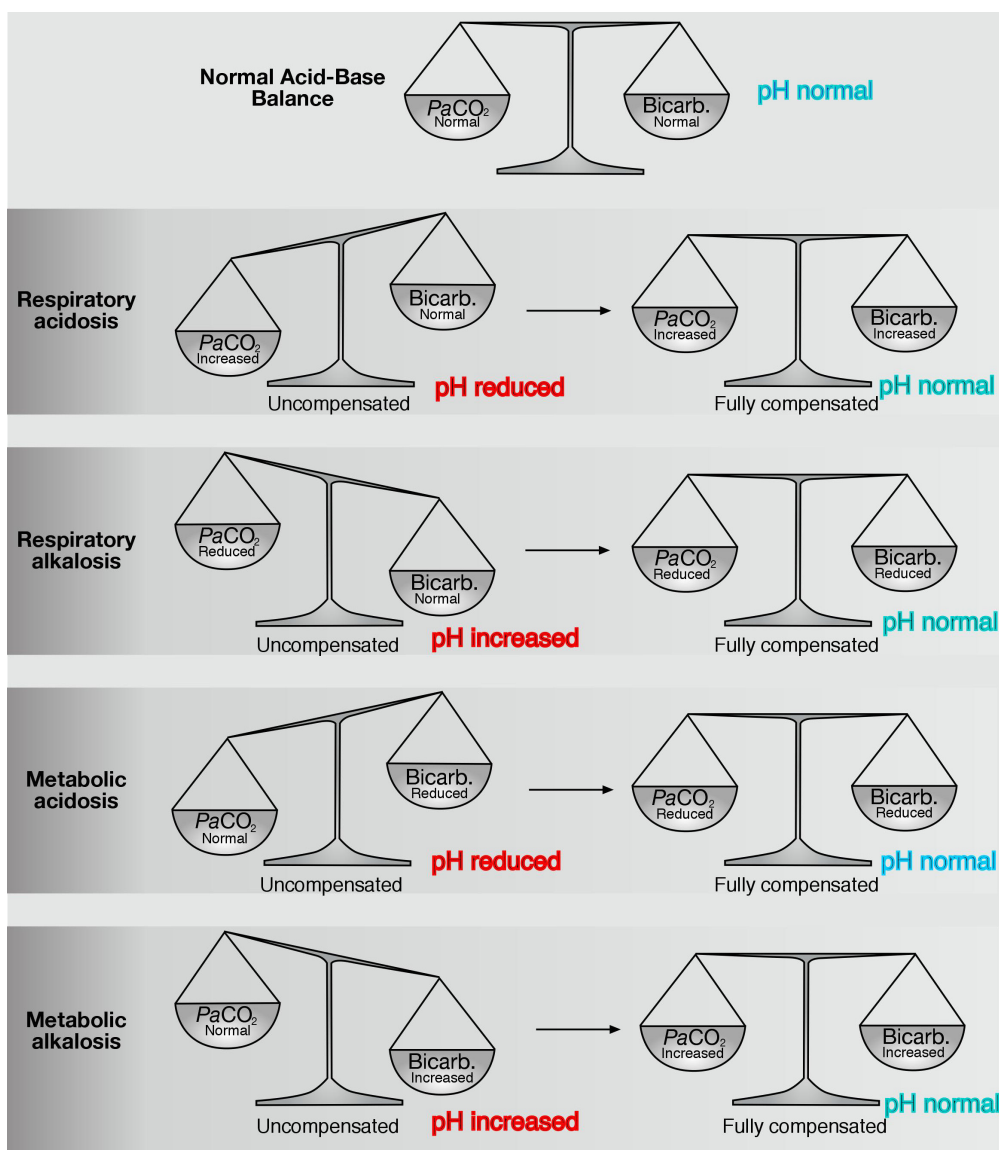 Normal Acid-Base
Balance
PaCO2
Normal
Bicarb.
Normal
pH normal
Respiratory
acidosis
PaCO2
Increased
Bicarb.
Normal
Uncompensated
pH reduced
PaCO2
Increased
Bicarb.
Increased
Fully compensated
pH normal
Respiratory
alkalosis
PaCO2
Reduced
Bicarb.
Normal
Uncompensated
pH increased
PaCO2
Reduced
Bicarb.
Reduced
Fully compensated
pH normal
Metabolic
acidosis
PaCO2
Normal
Bicarb.
Reduced
Uncompensated
pH reduced
PaCO2
Reduced
Bicarb.
Reduced
Fully compensated
pH normal
Metabolic
alkalosis
PaCO2
Normal
Bicarb.
Increased
Uncompensated
pH increased
PaCO2
Increased
Bicarb.
Increased
Fully compensated
pH normal